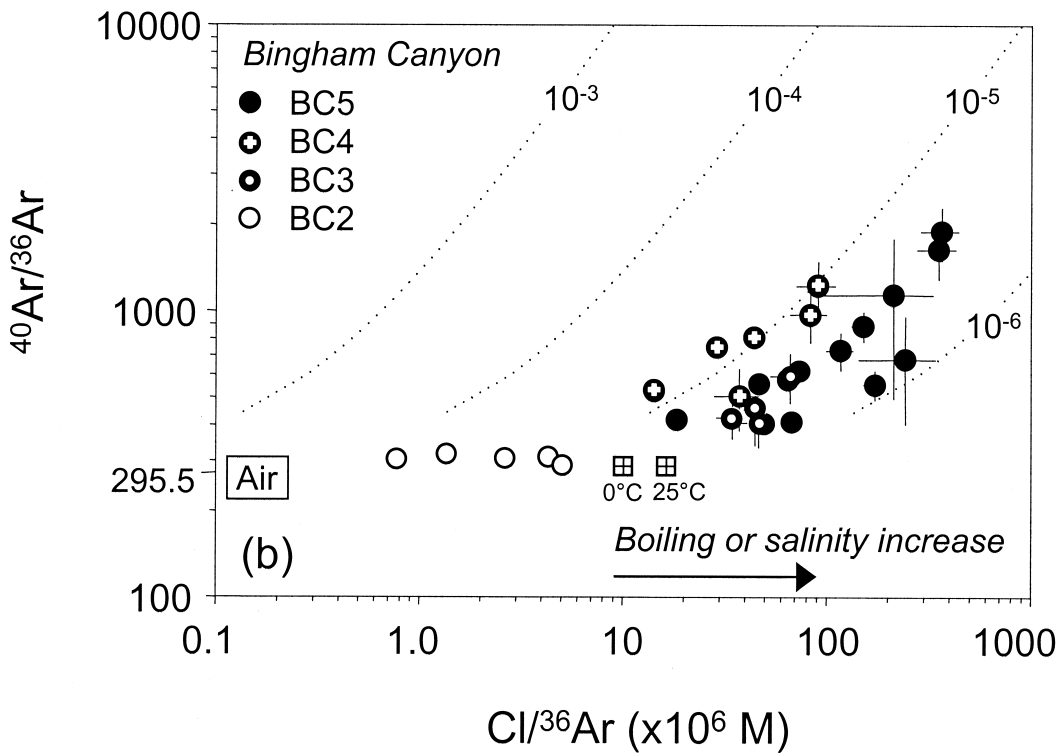 10000
Bingham Canyon
BC5
BC4
BC3
BC2
10-3
10-4
10-5
10-6
40Ar/36Ar
1000
295.5
Air
0°C
25°C
(b)
Boiling or salinity increase
100
0.1
1.0
10
100
1000
Cl/36Ar (x106 M)